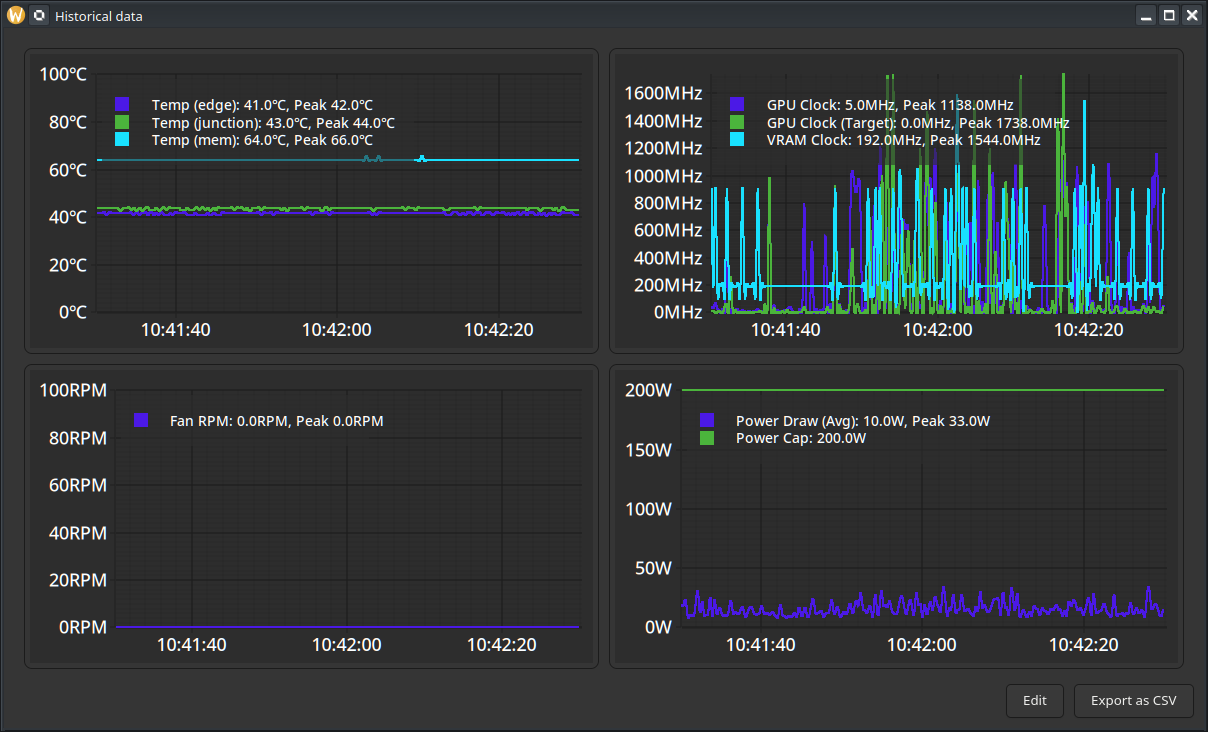 W
Historical data
100°C
80°C
60°C
40°C
20°C
0°C
Temp (edge): 41.0°C, Peak 42.0°C
Temp (junction): 43.0°C, Peak 44.0°C
Temp (mem): 64.0°C, Peak 66.0°C
10:41:40 10:42:00 10:42:20
1600MHz
1400MHz
1200MHz
1000MHz
800MHz
600MHz
400MHz
200MHz
0MHz
GPU Clock: 5.0MHz, Peak 1138.0MHz
GPU Clock (Target): 0.0MHz, Peak 1738.0MHz
VRAM Clock: 192.0MHz, Peak 1544.0MHz
10:41:40 10:42:00 10:42:20
100RPM
80RPM
60RPM
40RPM
20RPM
0RPM
Fan RPM: 0.0RPM, Peak 0.0RPM
10:41:40 10:42:00 10:42:20
200W
150W
100W
50W
0W
Power Draw (Avg): 10.0W, Peak 33.0W
Power Cap: 200.0W
10:41:40 10:42:00 10:42:20
Edit Export as CSV